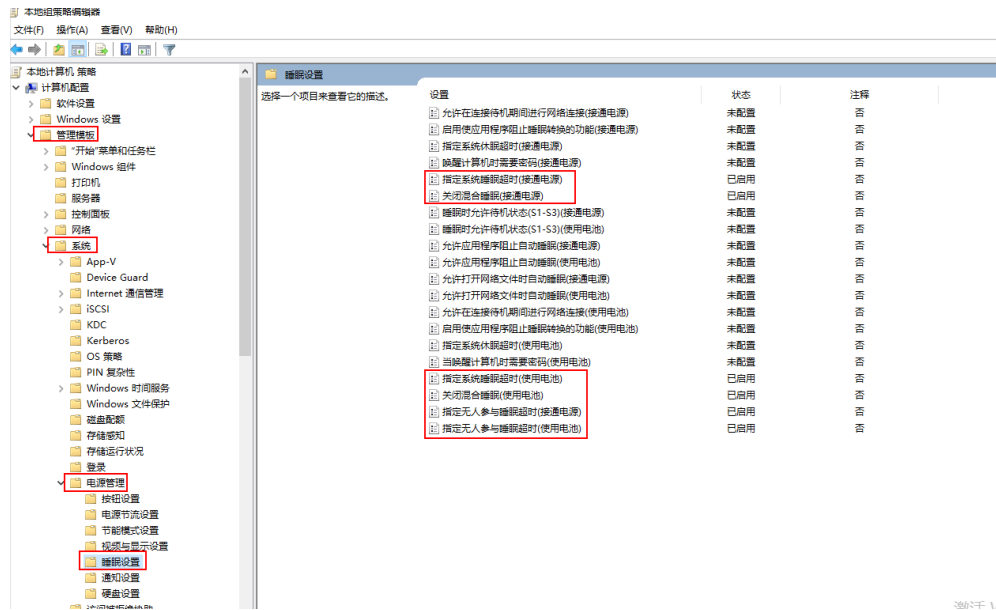 本地组策略编辑器
文件(F) 操作(A) 查看(V) 帮助(H)
本地计算机 策略
计算机配置
软件设置
Windows 设置
管理模板
"开始"菜单和任务栏
Windows 组件
打印机
服务器
控制面板
网络
系统
App-V
Device Guard
Internet 通信管理
iSCSI
KDC
Kerberos
OS 策略
PIN 复杂性
Windows 时间服务
Windows 文件保护
磁盘配额
存储感知
存储运行状况
登录
电源管理
按钮设置
电源节流设置
节能模式设置
视频与显示设置
睡眠设置
通知设置
硬盘设置
睡眠设置
选择一个项目来查看它的描述。
设置 状态 注释
允许在连接待机期间进行网络连接(接通电源) 未配置 否
启用使应用程序阻止睡眠转换的功能(接通电源) 未配置 否
指定系统休眠超时(接通电源) 未配置 否
唤醒计算机时需要密码(接通电源) 未配置 否
指定系统睡眠超时(接通电源) 已启用 否
关闭混合睡眠(接通电源) 已启用 否
睡眠时允许待机状态(S1-S3)(接通电源) 未配置 否
睡眠时允许待机状态(S1-S3)(使用电池) 未配置 否
允许应用程序阻止自动睡眠(接通电源) 未配置 否
允许应用程序阻止自动睡眠(使用电池) 未配置 否
允许打开网络文件时自动睡眠(接通电源) 未配置 否
允许打开网络文件时自动睡眠(使用电池) 未配置 否
允许在连接待机期间进行网络连接(使用电池) 未配置 否
启用使应用程序阻止睡眠转换的功能(使用电池) 未配置 否
指定系统休眠超时(使用电池) 未配置 否
当唤醒计算机时需要密码(使用电池) 未配置 否
指定系统睡眠超时(使用电池) 已启用 否
关闭混合睡眠(使用电池) 已启用 否
指定无人参与睡眠超时(接通电源) 已启用 否
指定无人参与睡眠超时(使用电池) 已启用 否
激活